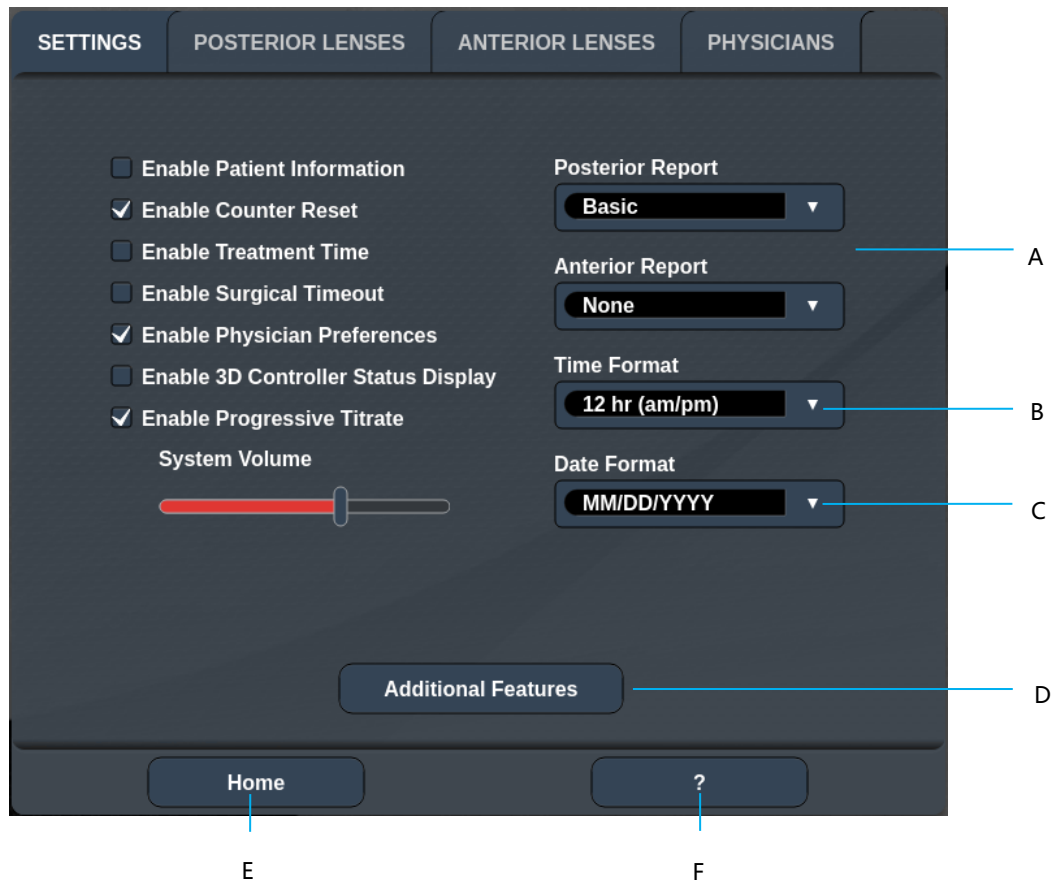 SETTINGS POSTERIOR LENSES ANTERIOR LENSES PHYSICIANS
Enable Patient Information
Enable Counter Reset
Enable Treatment Time
Enable Surgical Timeout
Enable Physician Preferences
Enable 3D Controller Status Display
Enable Progressive Titrate
System Volume
Posterior Report
Basic
A
Anterior Report
None
Time Format
12 hr (am/pm)
B
Date Format
MM/DD/YYYY
C
Additional Features
D
Home ?
E F